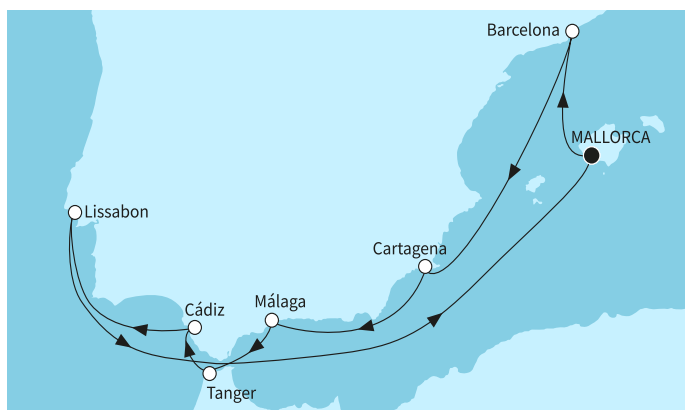 Barcelona
MALLORCA
Lissabon
Cartagena
Málaga
Cádiz
Tanger